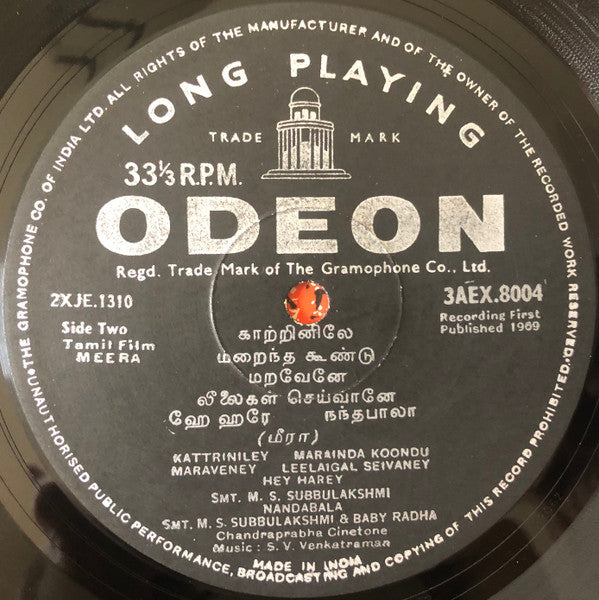 THE GRAMOPHONE CO. OF INDIA LTD. ALL RIGHTS OF THE MANUFACTURER AND OF THE OWNER OF THE RECORDED WORK RESERVED.
UNAUTHORISED PUBLIC PERFORMANCE, BROADCASTING AND COPYING OF THIS RECORD PROHIBITED.
LONG PLAYING
TRADE MARK
33⅓ R.P.M.
ODEON
Regd. Trade Mark of The Gramophone Co., Ltd.
2XJE.1310
3AEX.8004
Side Two
Recording First
Tamil Film
Published 1969
MEERA
காற்றினிலே
மறைந்த கூண்டு
மறவேனே
லீலைகள் செய்வானே
ஹே ஹரே நந்தபாலா
(மீரா)
KATTRINILEY MARAINDA KOONDU
MARAVENEY LEELAIGAL SEIVANEY
HEY HAREY
SMT. M. S. SUBBULAKSHMI
NANDABALA
SMT. M. S. SUBBULAKSHMI & BABY RADHA
Chandraprabha Cinetone
Music : S. V. Venkatraman
MADE IN INDIA